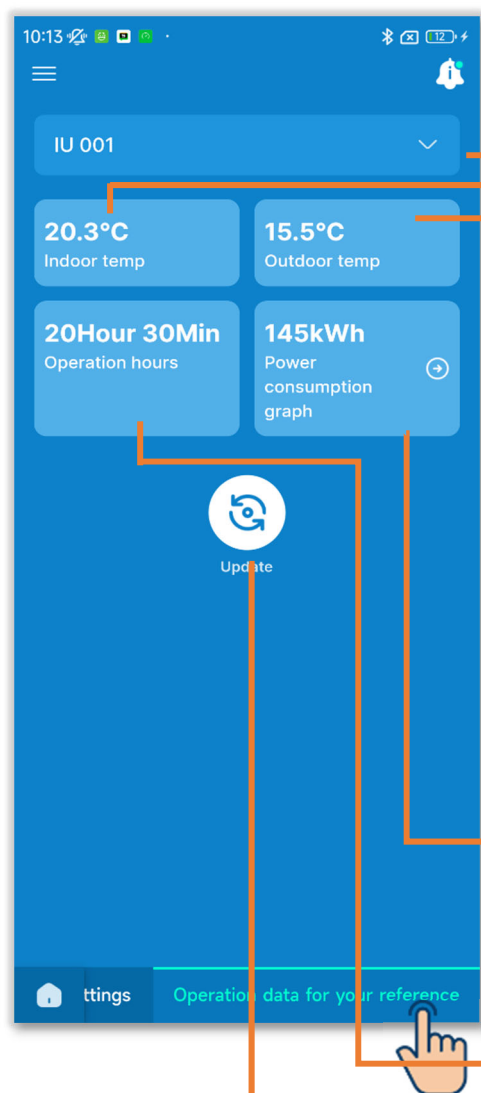 10:13
12
IU 001
20.3°C
Indoor temp
15.5°C
Outdoor temp
20Hour 30Min
Operation hours
145kWh
Power
consumption
graph
Update
ttings
Operation data for your reference